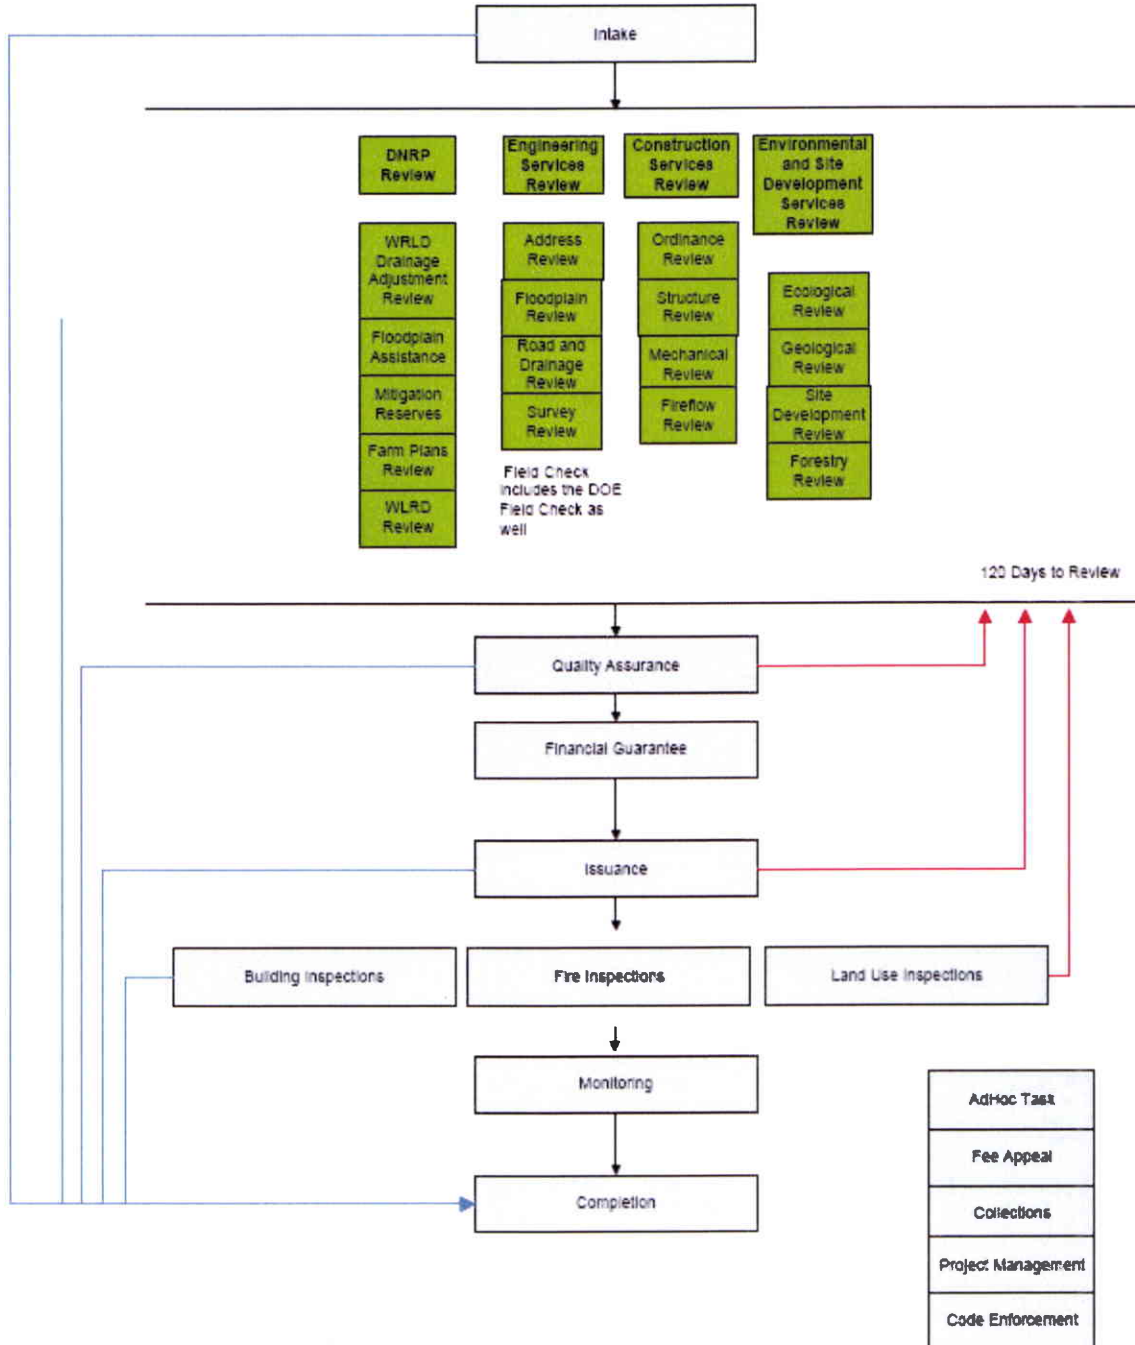 Intake
DNRP
Review
Engineering
Services
Review
Construction
Services
Review
Environmental
and Site
Development
Services
Review
WRLD
Drainage
Adjustment
Review
Floodplain
Assistance
Mitigation
Reserves
Farm Plans
Review
WLRD
Review
Address
Review
Floodplain
Review
Road and
Drainage
Review
Survey
Review
Field Check
includes the DOE
Field Check as
well
Ordinance
Review
Structure
Review
Mechanical
Review
Fireflow
Review
Ecological
Review
Geological
Review
Site
Development
Review
Forestry
Review
120 Days to Review
Quality Assurance
Financial Guarantee
Issuance
Building Inspections
Fire Inspections
Land Use Inspections
Monitoring
Completion
AdHoc Task
Fee Appeal
Collections
Project Management
Code Enforcement